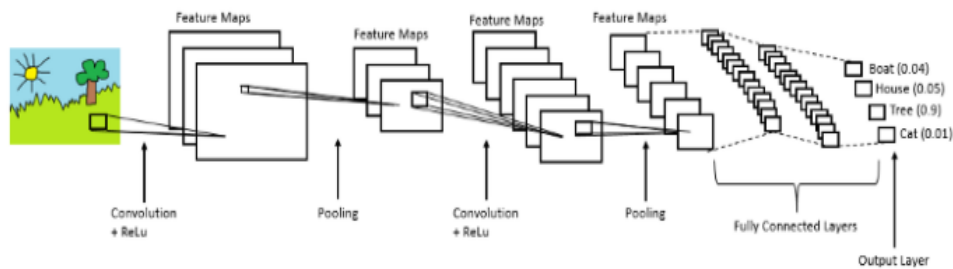 Feature Maps
Feature Maps
Feature Maps
Feature Maps
Boat (0.04)
House (0.05)
Tree (0.9)
Cat (0.01)
Convolution
+ ReLu
Pooling
Convolution
+ ReLu
Pooling
Fully Connected Layers
Output Layer